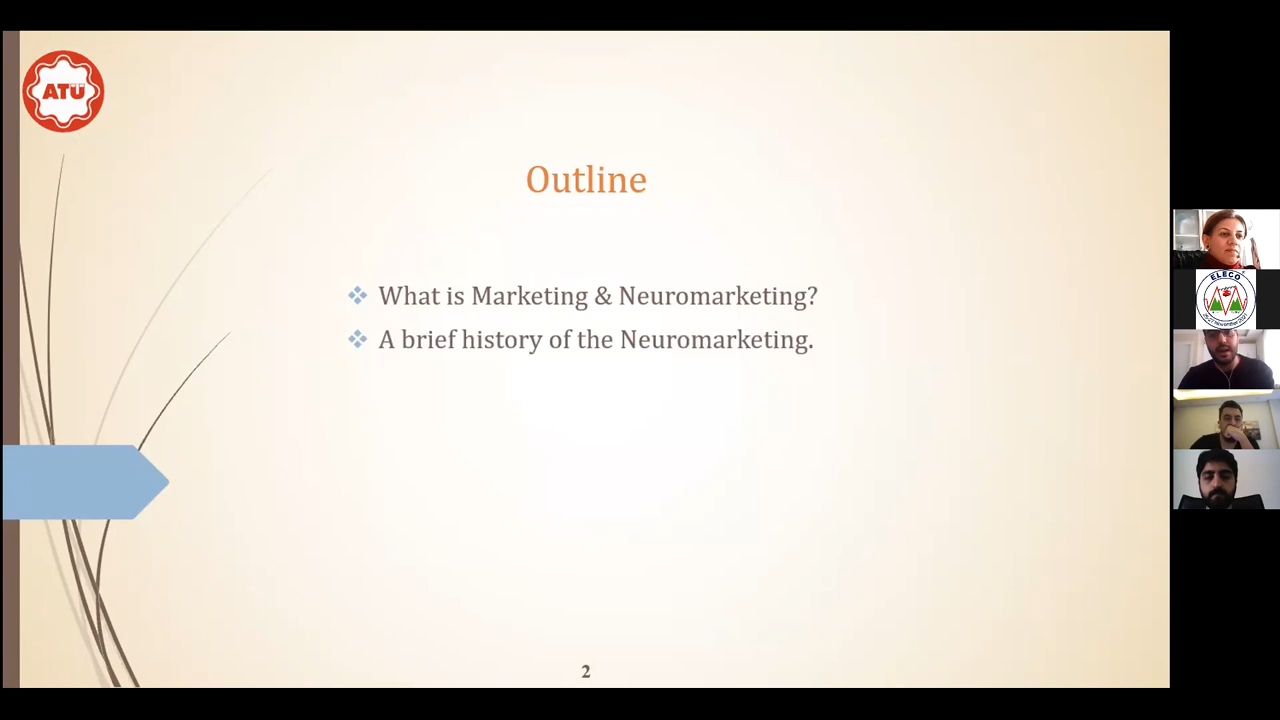 ATÜ
Outline
What is Marketing & Neuromarketing?
A brief history of the Neuromarketing.
2
ELECO